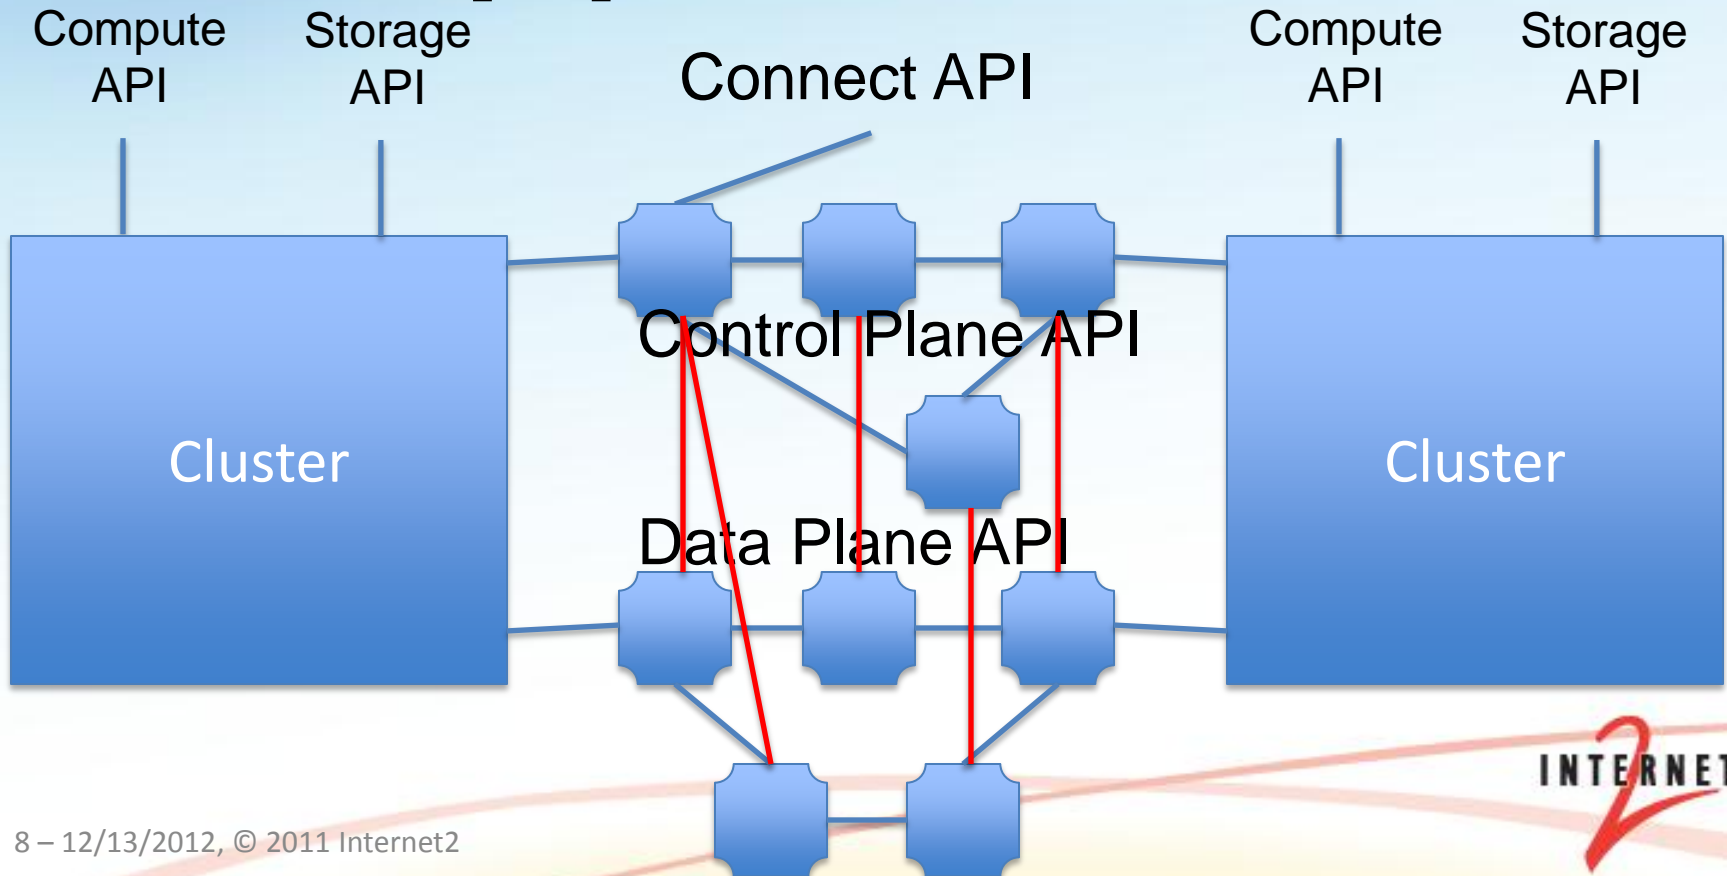 Compute
API
Storage
API
Connect API
Compute
API
Storage
API
Control Plane API
Cluster
Cluster
Data Plane API
INTERNET
2
8 – 12/13/2012, © 2011 Internet2